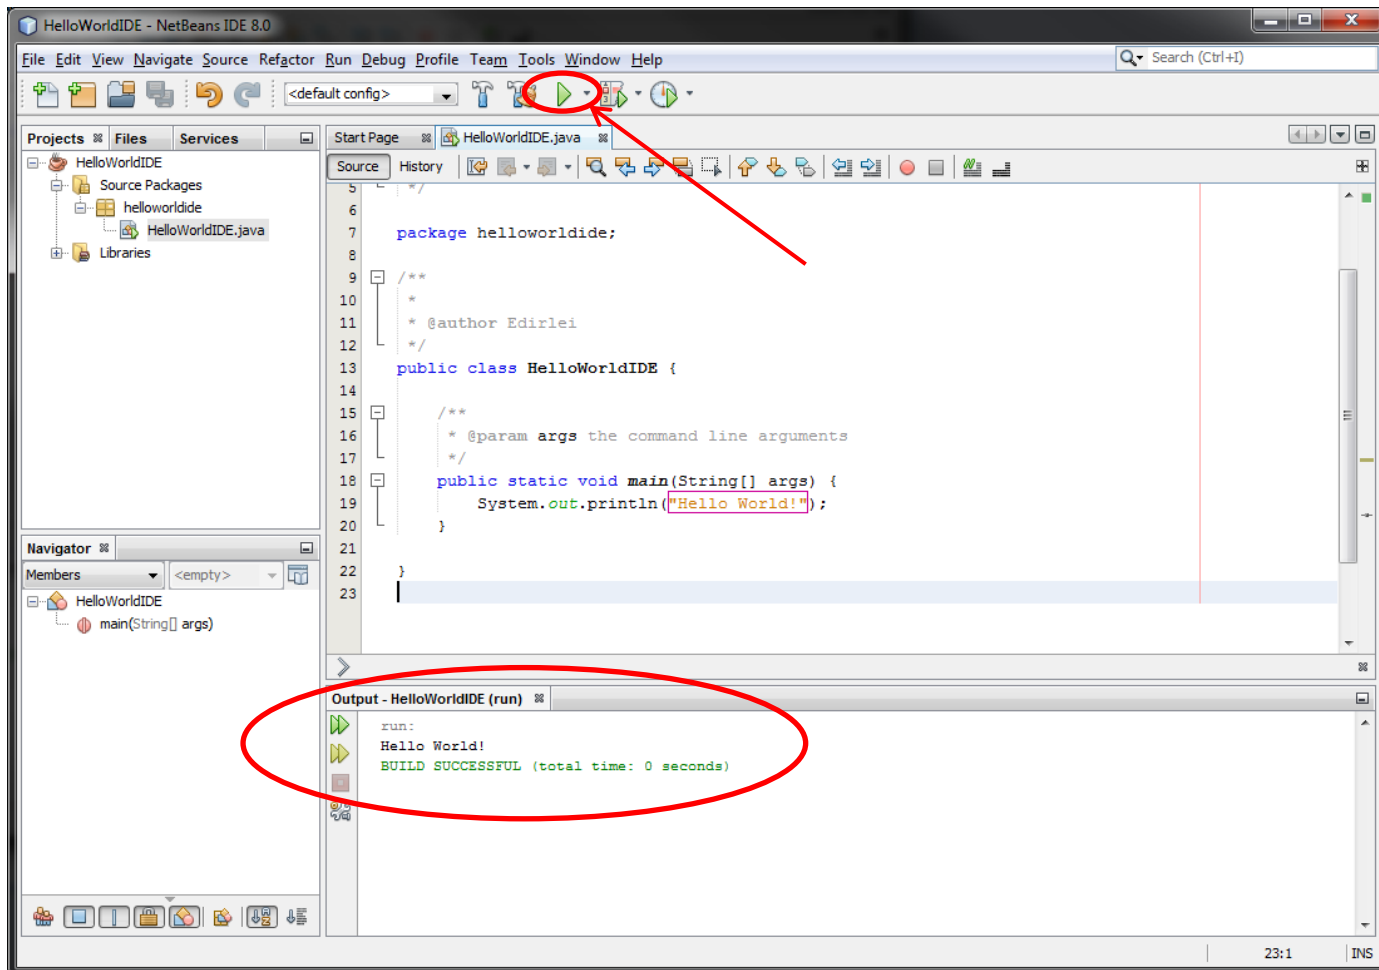 HelloWorldIDE - NetBeans IDE 8.0
File Edit View Navigate Source Refactor Run Debug Profile Team Tools Window Help
Search (Ctrl+I)
<default config>
Projects Files Services
HelloWorldIDE
Source Packages
helloworldide
HelloWorldIDE.java
Libraries
Start Page HelloWorldIDE.java
Source History
5 */
6
7 package helloworldide;
8
9 /**
10 *
11 * @author Edirlei
12 */
13 public class HelloWorldIDE {
14
15 /**
16 * @param args the command line arguments
17 */
18 public static void main(String[] args) {
19 System.out.println("Hello World!");
20 }
21
22 }
23
Navigator
Members <empty>
HelloWorldIDE
main(String[] args)
Output - HelloWorldIDE (run)
run:
Hello World!
BUILD SUCCESSFUL (total time: 0 seconds)
23:1 INS